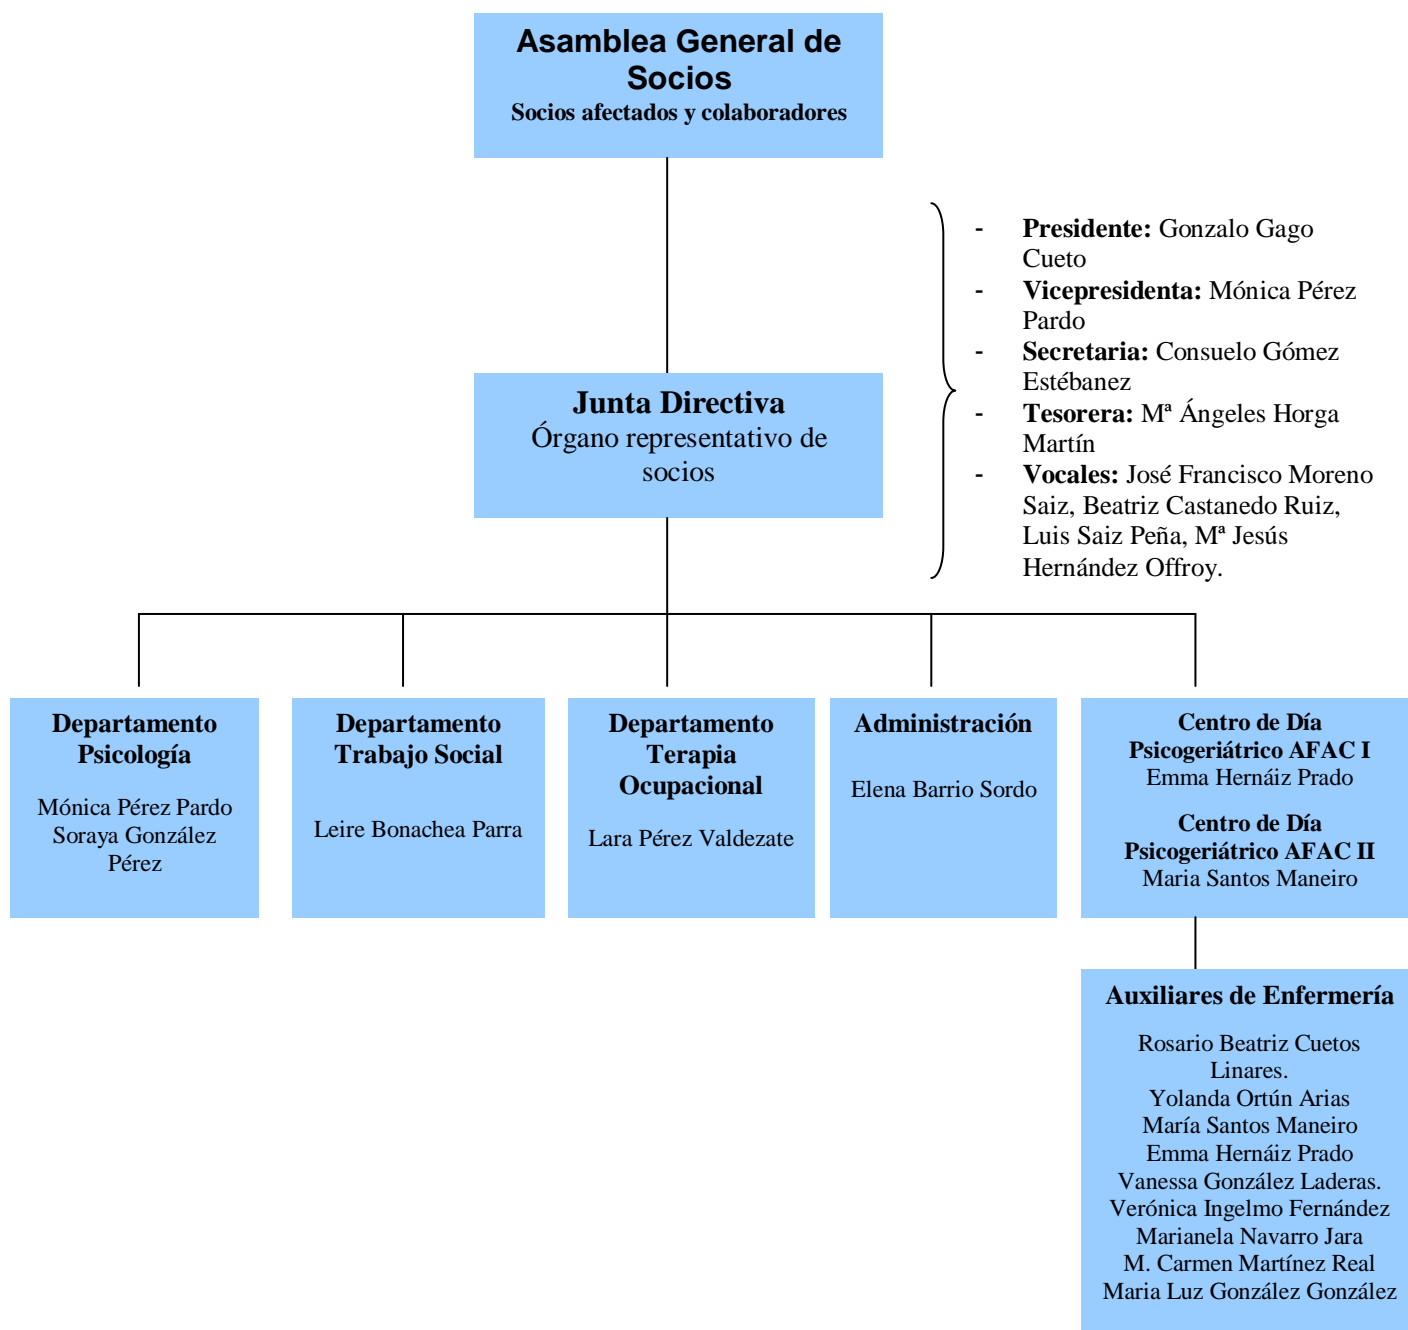 Asamblea General de
Socios
Socios afectados y colaboradores
- Presidente: Gonzalo Gago
Cueto
- Vicepresidenta: Mónica Pérez
Pardo
- Secretaria: Consuelo Gómez
Estébanez
- Tesorera: Mª Ángeles Horga
Martín
- Vocales: José Francisco Moreno
Saiz, Beatriz Castanedo Ruiz,
Luis Saiz Peña, Mª Jesús
Hernández Offroy.
Junta Directiva
Órgano representativo de
socios
Departamento
Psicología
Mónica Pérez Pardo
Soraya González
Pérez
Departamento
Trabajo Social
Leire Bonachea Parra
Departamento
Terapia
Ocupacional
Lara Pérez Valdezate
Administración
Elena Barrio Sordo
Centro de Día
Psicogeriátrico AFAC I
Emma Hernáiz Prado
Centro de Día
Psicogeriátrico AFAC II
Maria Santos Maneiro
Auxiliares de Enfermería
Rosario Beatriz Cuetos
Linares.
Yolanda Ortún Arias
María Santos Maneiro
Emma Hernáiz Prado
Vanessa González Laderas.
Verónica Ingelmo Fernández
Marianela Navarro Jara
M. Carmen Martínez Real
Maria Luz González González